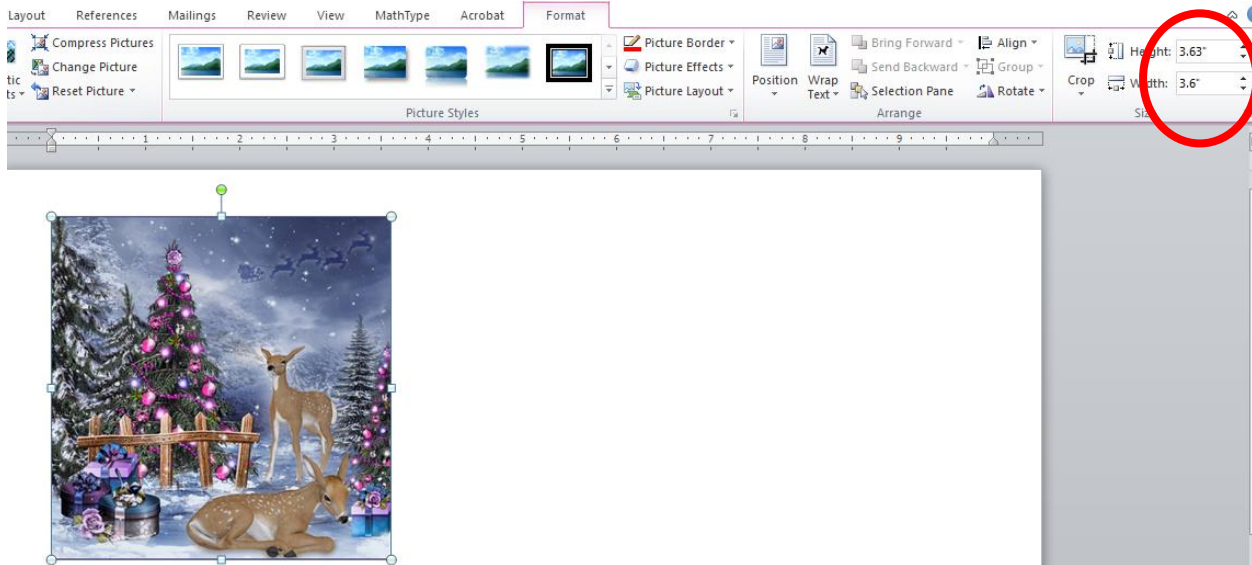 Layout References Mailings Review View MathType Acrobat Format
Compress Pictures
Change Picture
Reset Picture
tic
ts
Picture Border
Picture Effects
Picture Layout
Picture Styles
Position
Wrap
Text
Bring Forward
Send Backward
Selection Pane
Align
Group
Rotate
Arrange
Crop
Height: 3.63"
Width: 3.6"
1 2 3 4 5 6 7 8 9